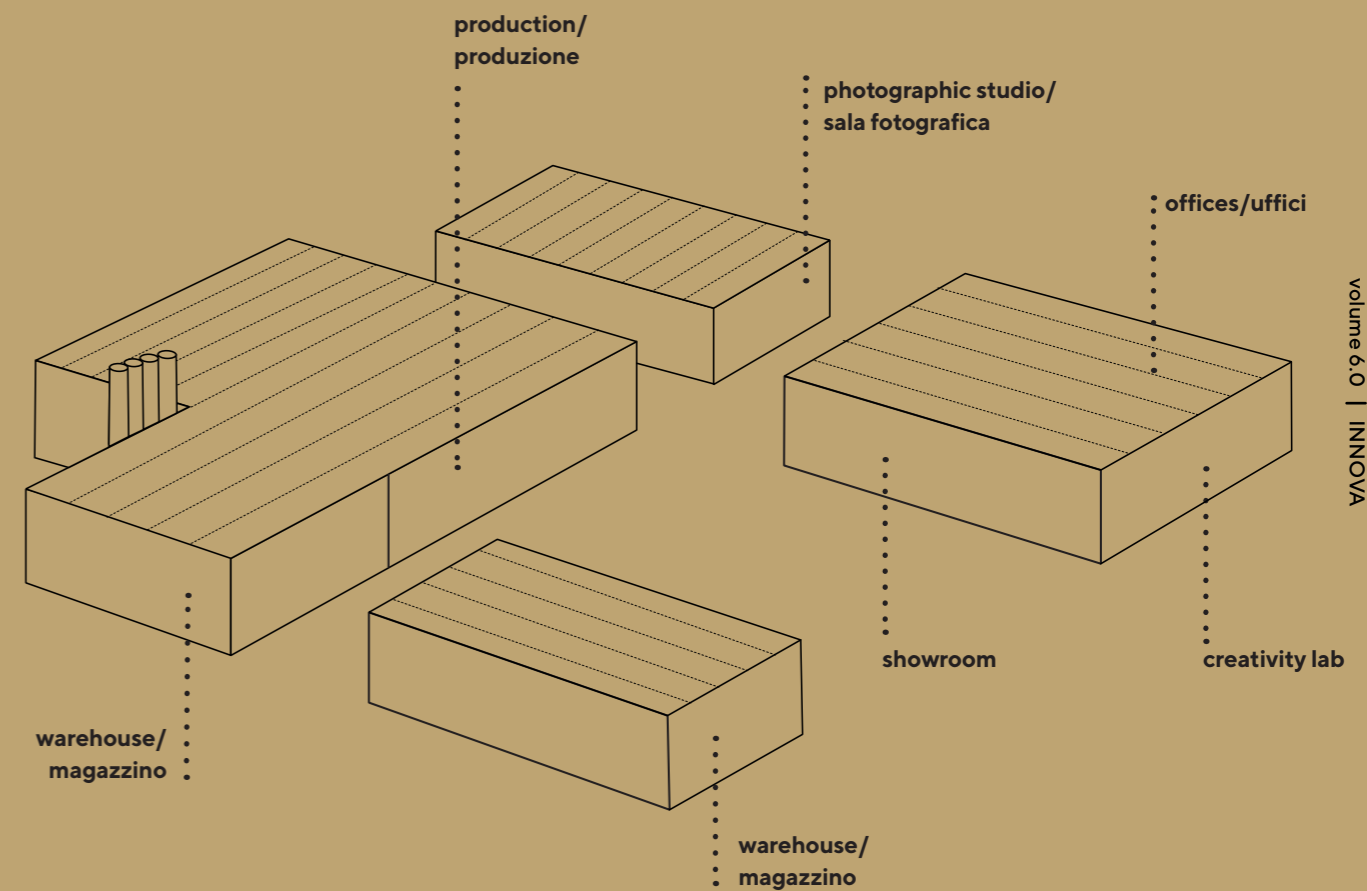 production/
produzione
photographic studio/
sala fotografica
offices/uffici
volume 6.0 | INNOVA
showroom
creativity lab
warehouse/
magazzino
warehouse/
magazzino